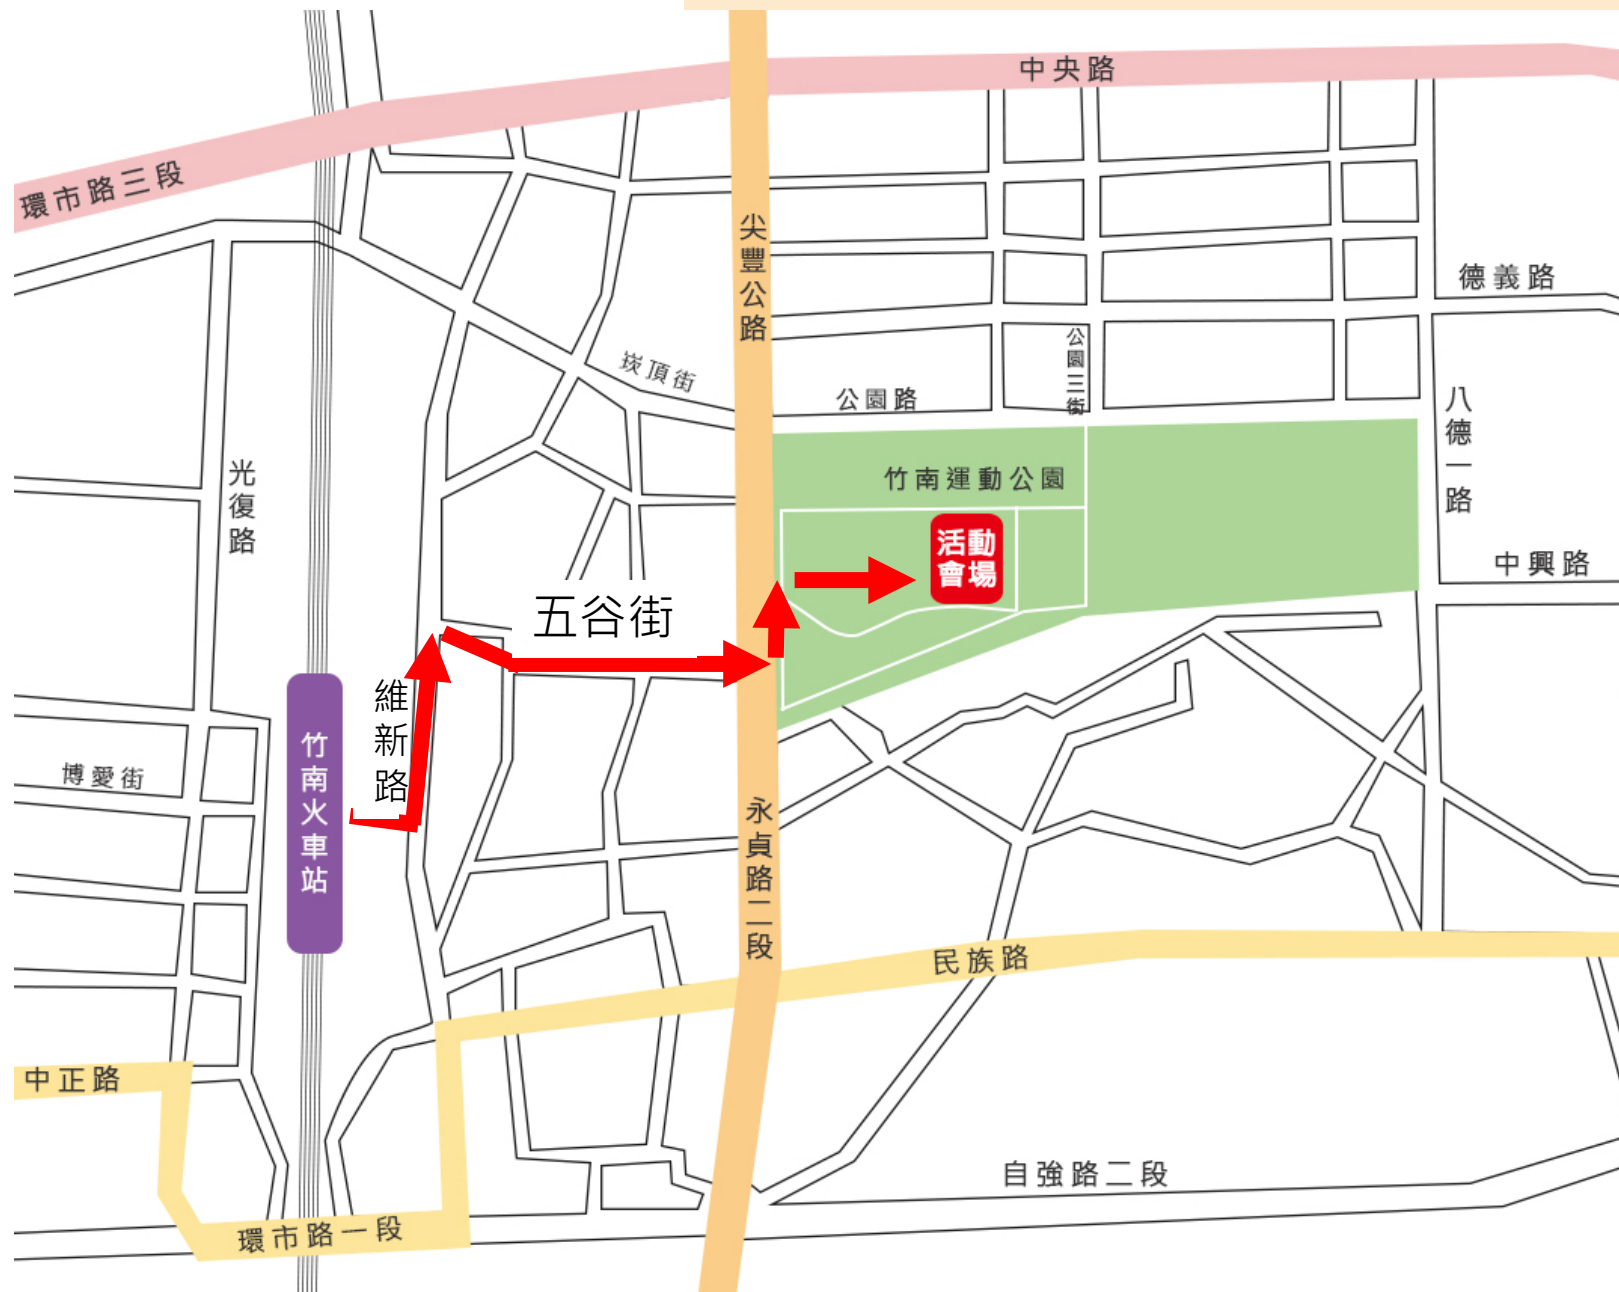 中央路
環市路三段
尖豐公路
德義路
公園三街
崁頂街
公園路
八德一路
光復路
竹南運動公園
活動
會場
中興路
五谷街
維新路
竹南火車站
博愛街
永貞路二段
民族路
中正路
自強路二段
環市路一段